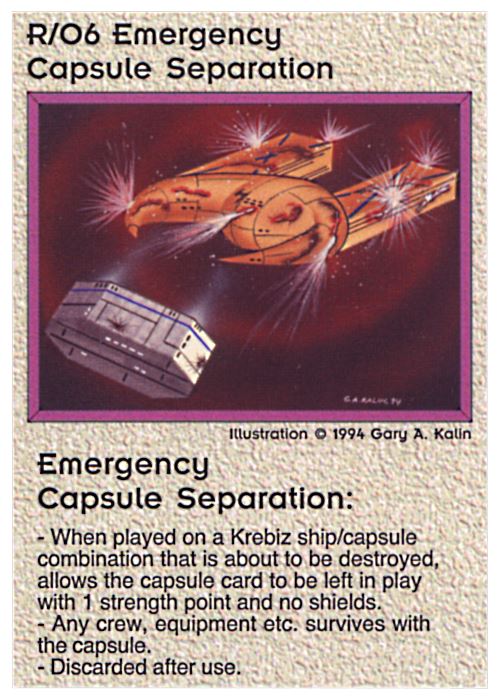 R/06 Emergency
Capsule Separation
G.A. KALIN 94
Illustration © 1994 Gary A. Kalin
Emergency
Capsule Separation:
- When played on a Krebiz ship/capsule
combination that is about to be destroyed,
allows the capsule card to be left in play
with 1 strength point and no shields.
- Any crew, equipment etc. survives with
the capsule.
- Discarded after use.